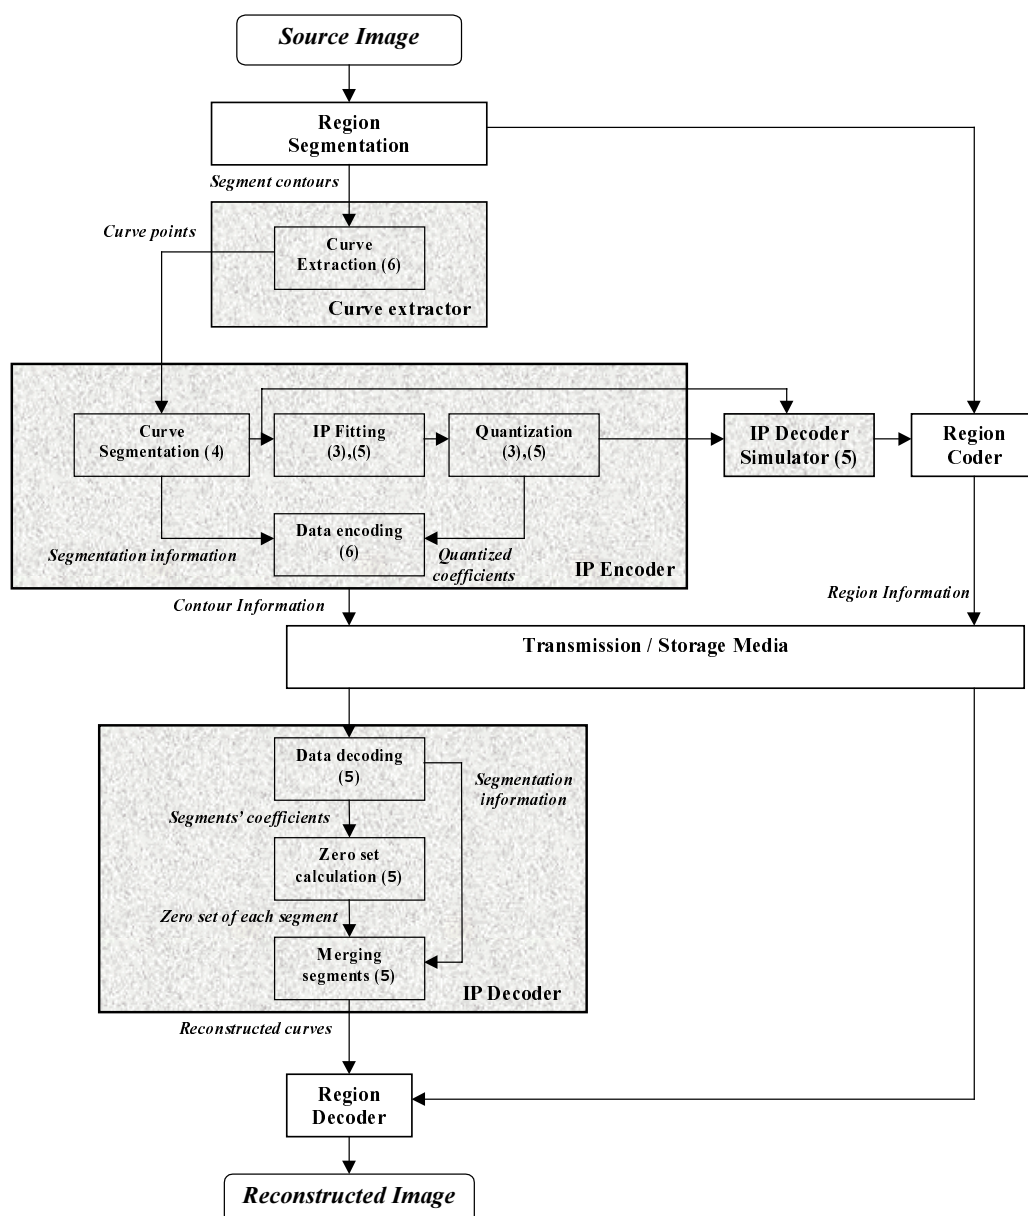 Source Image
Region
Segmentation
Segment contours
Curve points
Curve
Extraction (6)
Curve extractor
Curve
Segmentation (4)
IP Fitting
(3),(5)
Quantization
(3),(5)
IP Decoder
Simulator (5)
Region
Coder
Data encoding
(6)
Segmentation information
Quantized
coefficients
IP Encoder
Contour Information
Region Information
Transmission / Storage Media
Data decoding
(5)
Segmentation
information
Segments’ coefficients
Zero set
calculation (5)
Zero set of each segment
Merging
segments (5)
IP Decoder
Reconstructed curves
Region
Decoder
Reconstructed Image